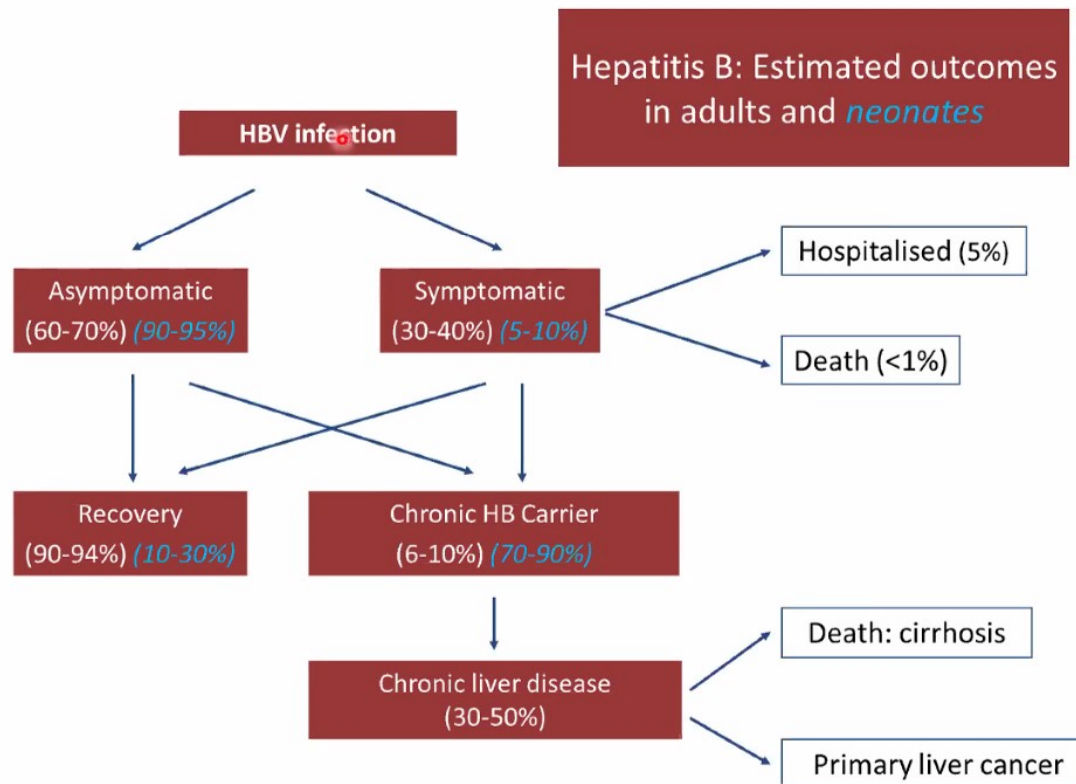 Hepatitis B: Estimated outcomes
in adults and neonates
HBV infection
Asymptomatic
(60-70%) (90-95%)
Symptomatic
(30-40%) (5-10%)
Hospitalised (5%)
Death (<1%)
Recovery
(90-94%) (10-30%)
Chronic HB Carrier
(6-10%) (70-90%)
Chronic liver disease
(30-50%)
Death: cirrhosis
Primary liver cancer